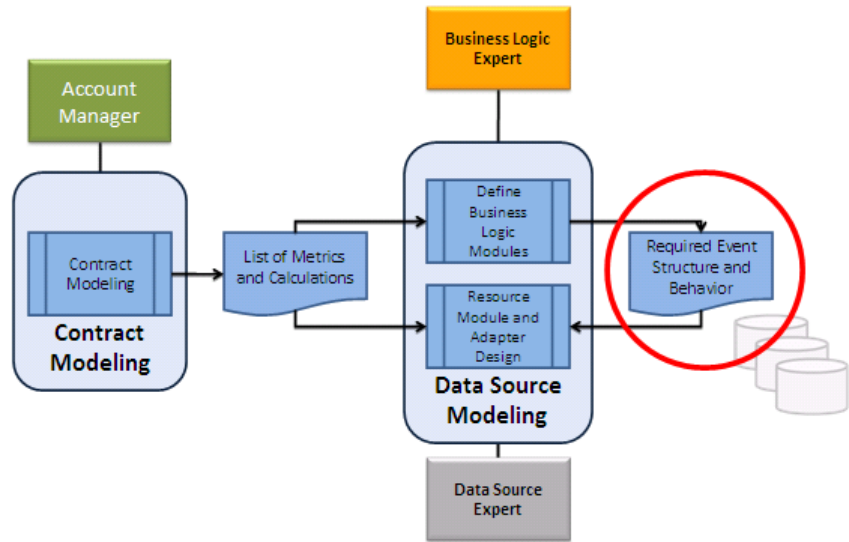 Account
Manager
Contract
Modeling
Contract
Modeling
List of Metrics
and Calculations
Business Logic
Expert
Define
Business
Logic
Modules
Resource
Module and
Adapter
Design
Data Source
Modeling
Data Source
Expert
Required Event
Structure and
Behavior